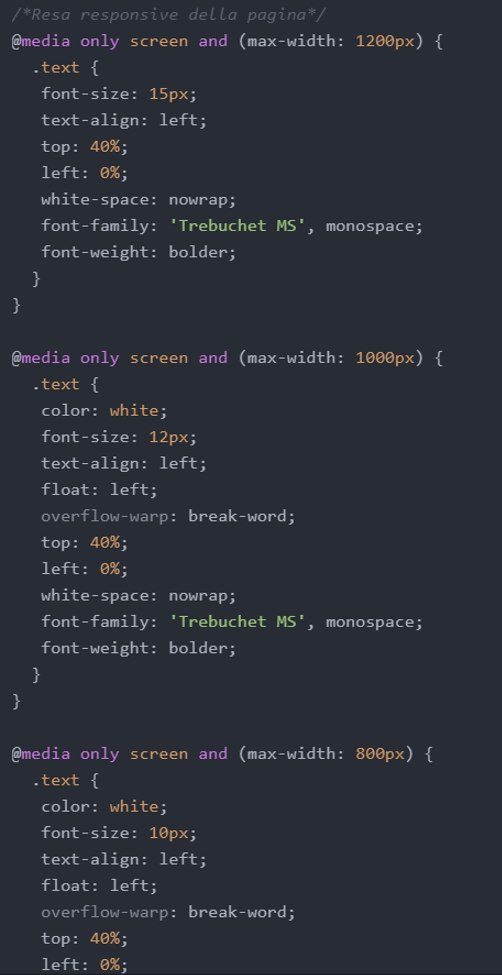 /*Resa responsive della pagina*/
@media only screen and (max-width: 1200px) {
.text {
font-size: 15px;
text-align: left;
top: 40%;
left: 0%;
white-space: nowrap;
font-family: 'Trebuchet MS', monospace;
font-weight: bolder;
}
}
@media only screen and (max-width: 1000px) {
.text {
color: white;
font-size: 12px;
text-align: left;
float: left;
overflow-warp: break-word;
top: 40%;
left: 0%;
white-space: nowrap;
font-family: 'Trebuchet MS', monospace;
font-weight: bolder;
}
}
@media only screen and (max-width: 800px) {
.text {
color: white;
font-size: 10px;
text-align: left;
float: left;
overflow-warp: break-word;
top: 40%;
left: 0%;